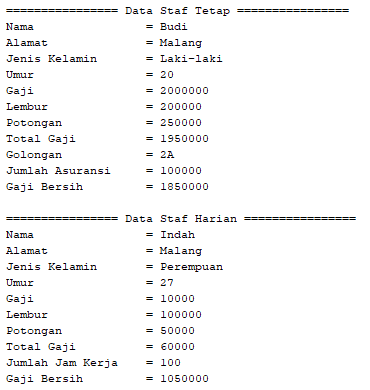 ================ Data Staf Tetap ================
Nama                = Budi
Alamat              = Malang
Jenis Kelamin       = Laki-laki
Umur                = 20
Gaji                = 2000000
Lembur              = 200000
Potongan            = 250000
Total Gaji          = 1950000
Golongan            = 2A
Jumlah Asuransi     = 100000
Gaji Bersih         = 1850000

================ Data Staf Harian ================
Nama                = Indah
Alamat              = Malang
Jenis Kelamin       = Perempuan
Umur                = 27
Gaji                = 10000
Lembur              = 100000
Potongan            = 50000
Total Gaji          = 60000
Jumlah Jam Kerja    = 100
Gaji Bersih         = 1050000